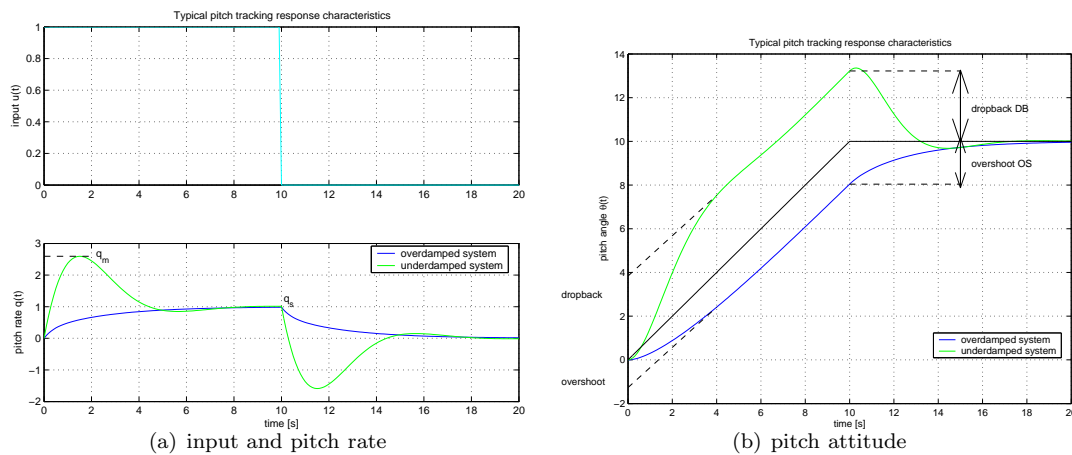 Typical pitch tracking response characteristics
1
0.8
0.6
0.4
0.2
0
input u(t)
0 2 4 6 8 10 12 14 16 18 20
3
2
1
0
−1
−2
pitch rate q(t)
q_m
q_s
overdamped system
underdamped system
0 2 4 6 8 10 12 14 16 18 20
time [s]
(a) input and pitch rate
Typical pitch tracking response characteristics
14
12
10
8
6
4
2
0
−2
pitch angle θ(t)
dropback DB
overshoot OS
dropback
overshoot
overdamped system
underdamped system
0 2 4 6 8 10 12 14 16 18 20
time [s]
(b) pitch attitude